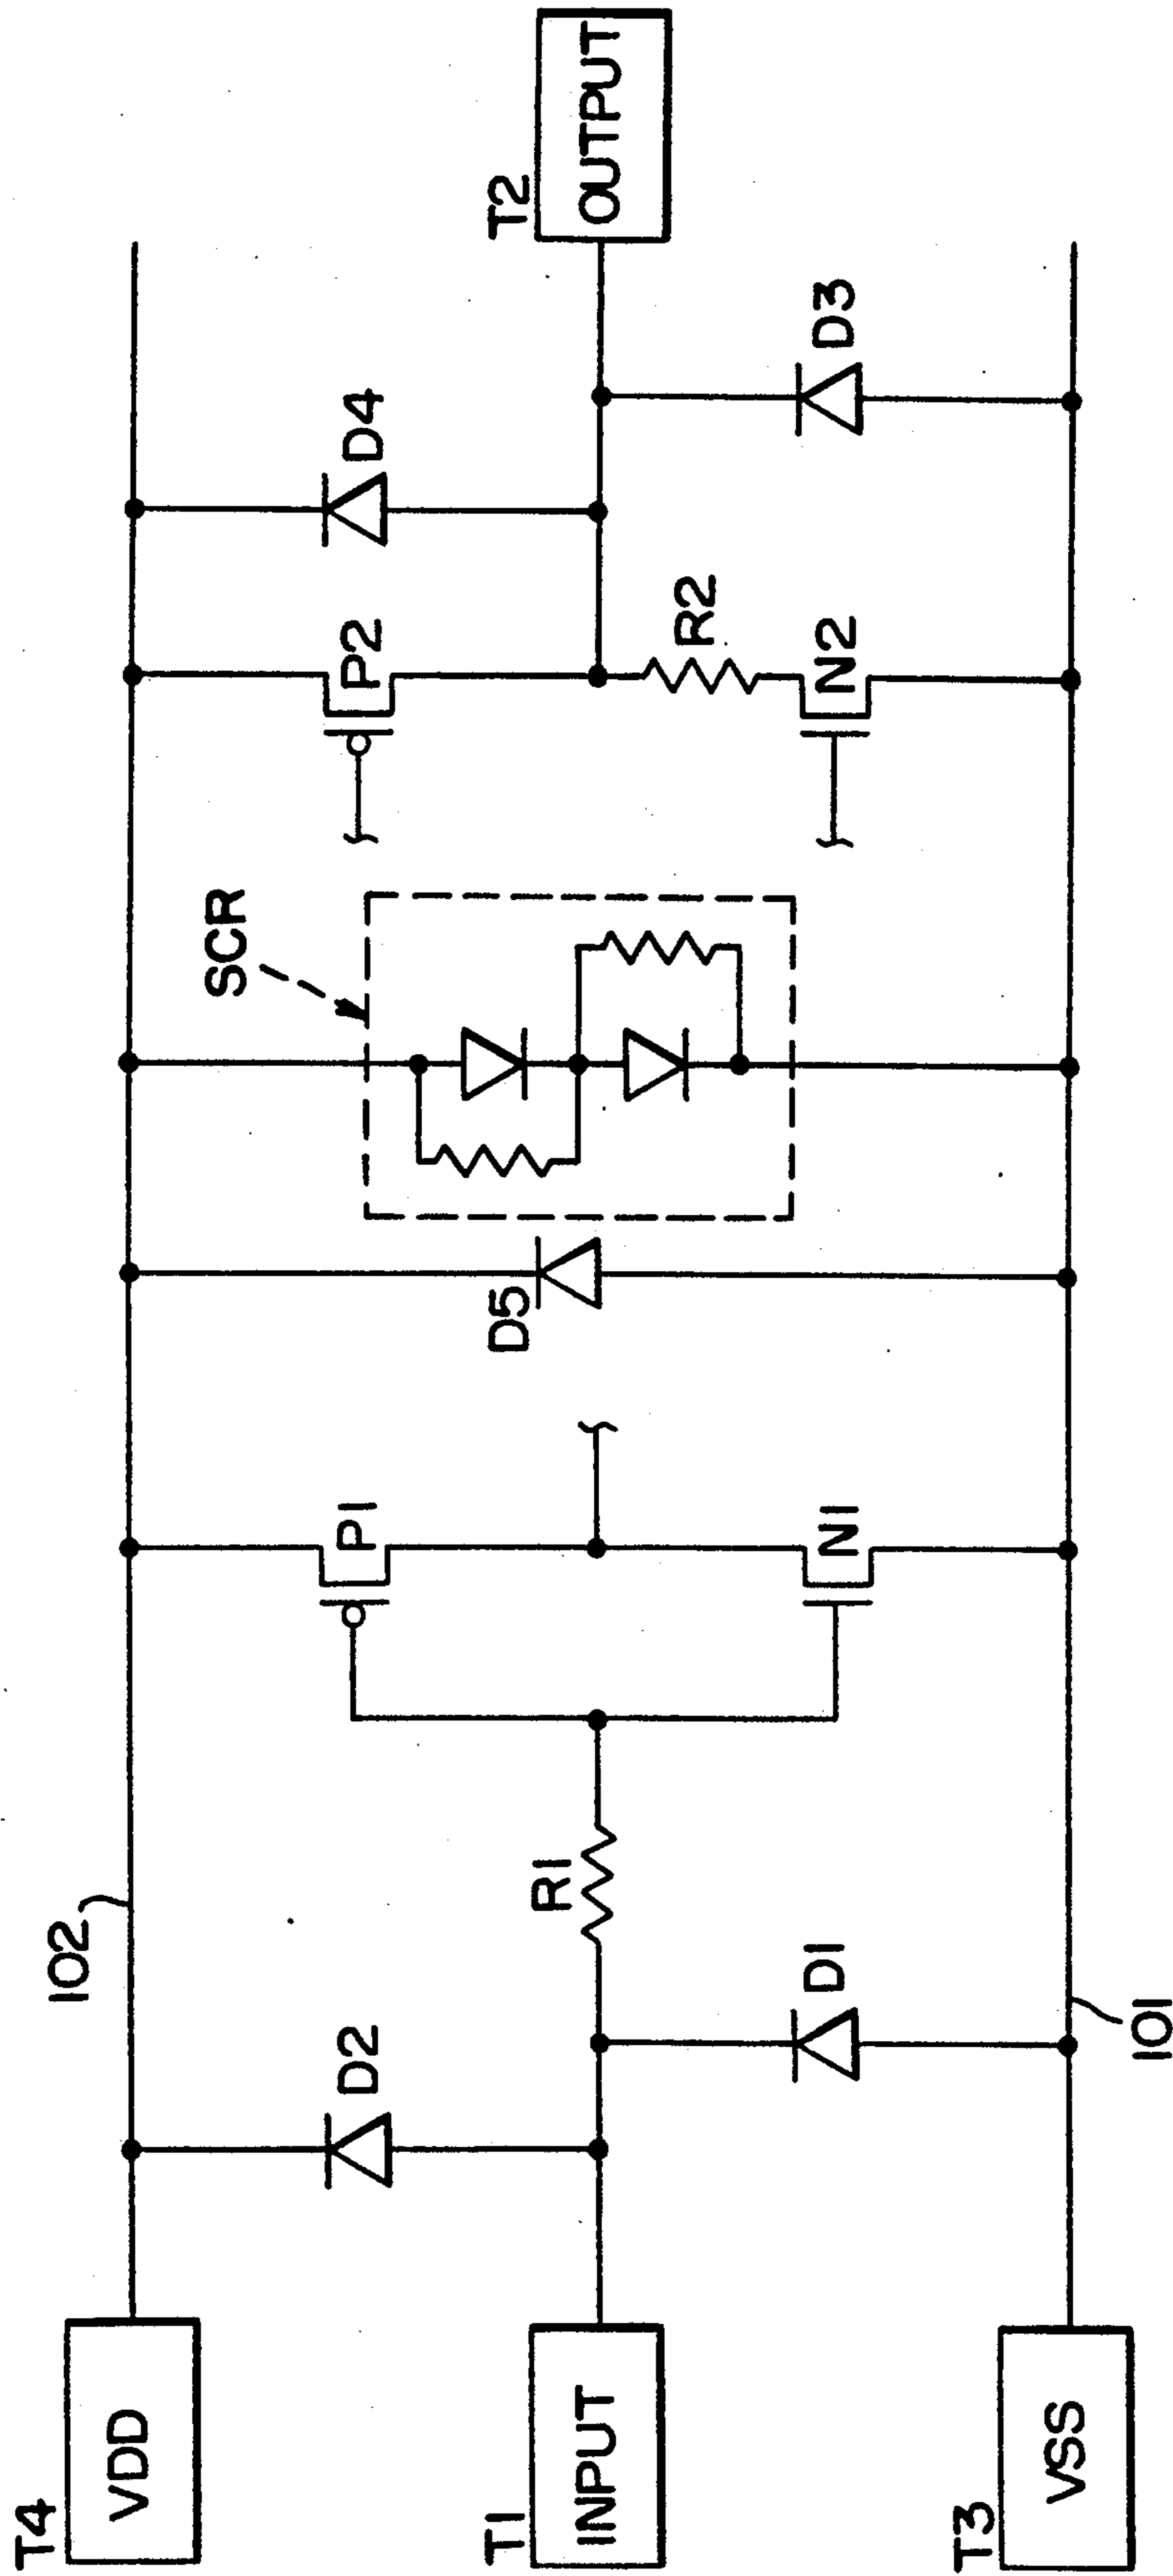 T4
VDD
102
D2
T1
INPUT
R1
D1
T3
VSS
101
P1
N1
D5
SCR
P2
R2
N2
D4
D3
T2
OUTPUT